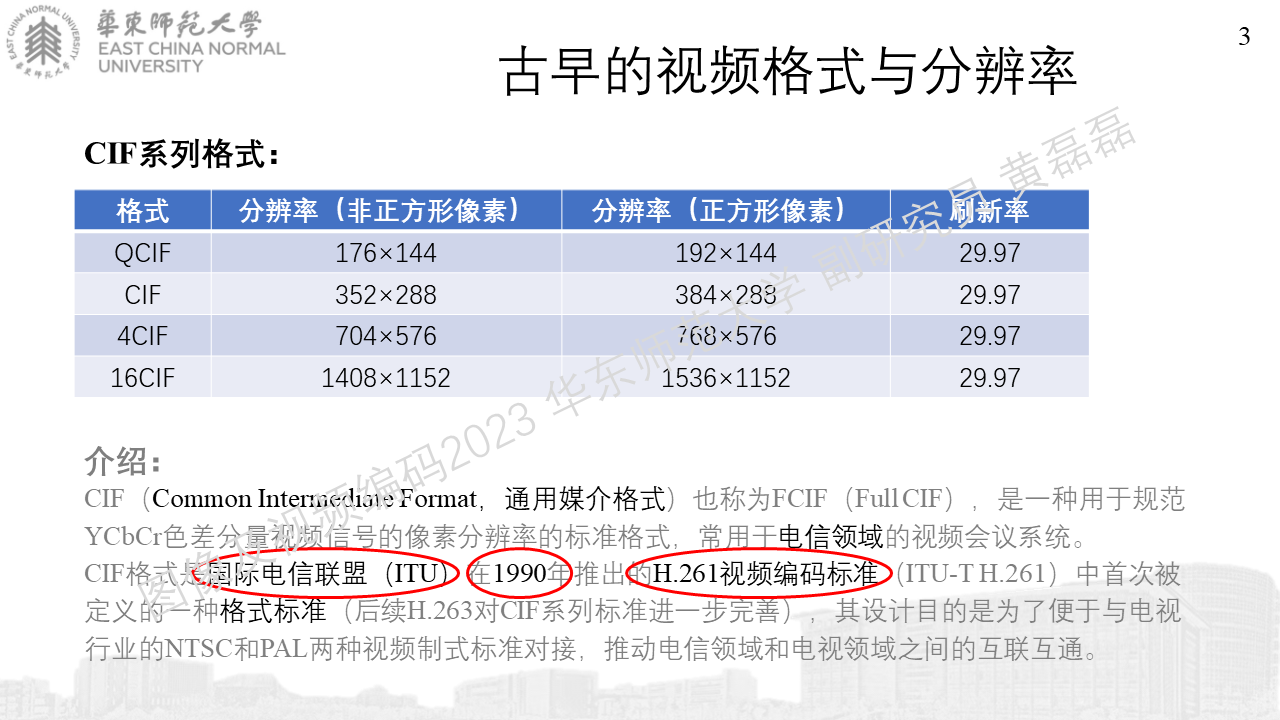 華東師範大學
EAST CHINA NORMAL
UNIVERSITY
EAST CHINA NORMAL UNIVERSITY
華東师范大学
3
古早的视频格式与分辨率
CIF系列格式：
格式 分辨率（非正方形像素） 分辨率（正方形像素） 刷新率
QCIF 176×144 192×144 29.97
CIF 352×288 384×288 29.97
4CIF 704×576 768×576 29.97
16CIF 1408×1152 1536×1152 29.97
介绍：
CIF（Common Intermediate Format，通用媒介格式）也称为FCIF（Full CIF），是一种用于规范
YCbCr色差分量视频信号的像素分辨率的标准格式，常用于电信领域的视频会议系统。
CIF格式是国际电信联盟（ITU）在1990年推出的H.261视频编码标准（ITU-T H.261）中首次被
定义的一种格式标准（后续H.263对CIF系列标准进一步完善），其设计目的是为了便于与电视
行业的NTSC和PAL两种视频制式标准对接，推动电信领域和电视领域之间的互联互通。
图像及视频编码2023 华东师范大学 副研究员 黄磊磊